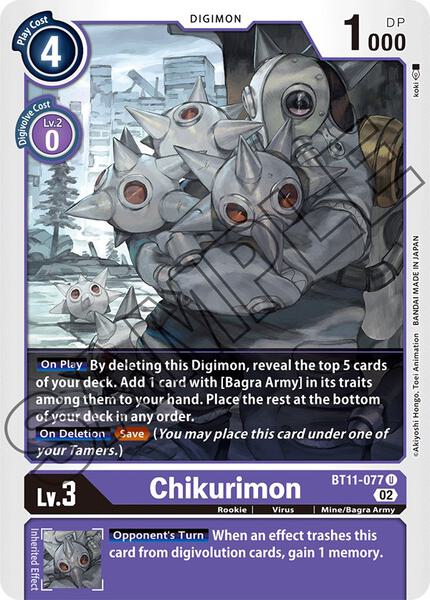 DIGIMON
Play Cost
4
DP
1000
Digivolve Cost
Lv.2
0
koki
SAMPLE
©Akiyoshi Hongo, Toei Animation BANDAI MADE IN JAPAN
On Play By deleting this Digimon, reveal the top 5 cards
of your deck. Add 1 card with [Bagra Army] in its traits
among them to your hand. Place the rest at the bottom
of your deck in any order.
On Deletion Save (You may place this card under one of
your Tamers.)
BT11-077 U
Lv.3
Chikurimon
02
Rookie Virus Mine/Bagra Army
Inherited Effect
Opponent's Turn When an effect trashes this
card from digivolution cards, gain 1 memory.